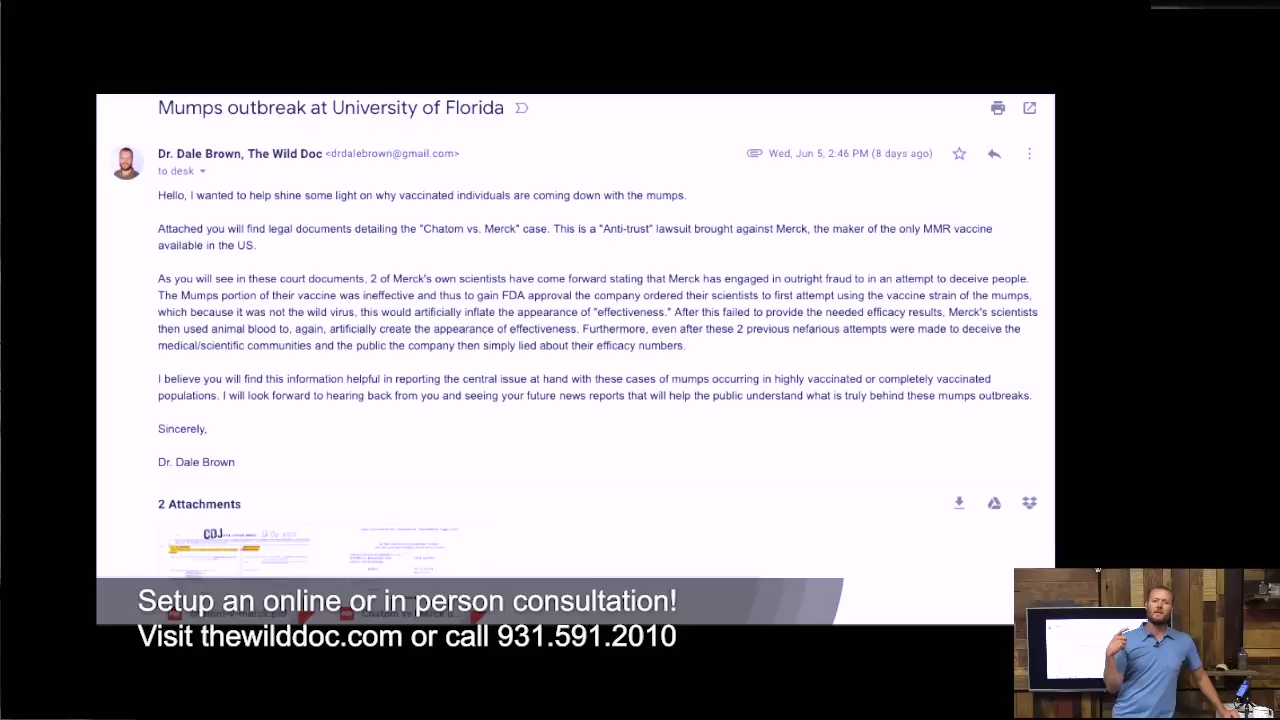 Mumps outbreak at University of Florida
Dr. Dale Brown, The Wild Doc <drdalebrown@gmail.com>
Wed, Jun 5, 2:46 PM (8 days ago)
to desk
Hello, I wanted to help shine some light on why vaccinated individuals are coming down with the mumps.
Attached you will find legal documents detailing the "Chatom vs. Merck" case. This is a "Anti-trust" lawsuit brought against Merck, the maker of the only MMR vaccine
available in the US.
As you will see in these court documents, 2 of Merck's own scientists have come forward stating that Merck has engaged in outright fraud to in an attempt to deceive people.
The Mumps portion of their vaccine was ineffective and thus to gain FDA approval the company ordered their scientists to first attempt using the vaccine strain of the mumps,
which because it was not the wild virus, this would artificially inflate the appearance of "effectiveness." After this failed to provide the needed efficacy results, Merck's scientists
then used animal blood to, again, artificially create the appearance of effectiveness. Furthermore, even after these 2 previous nefarious attempts were made to deceive the
medical/scientific communities and the public the company then simply lied about their efficacy numbers.
I believe you will find this information helpful in reporting the central issue at hand with these cases of mumps occurring in highly vaccinated or completely vaccinated
populations. I will look forward to hearing back from you and seeing your future news reports that will help the public understand what is truly behind these mumps outbreaks.
Sincerely,
Dr. Dale Brown
2 Attachments
CDJ
Setup an online or in person consultation!
Visit thewilddoc.com or call 931.591.2010